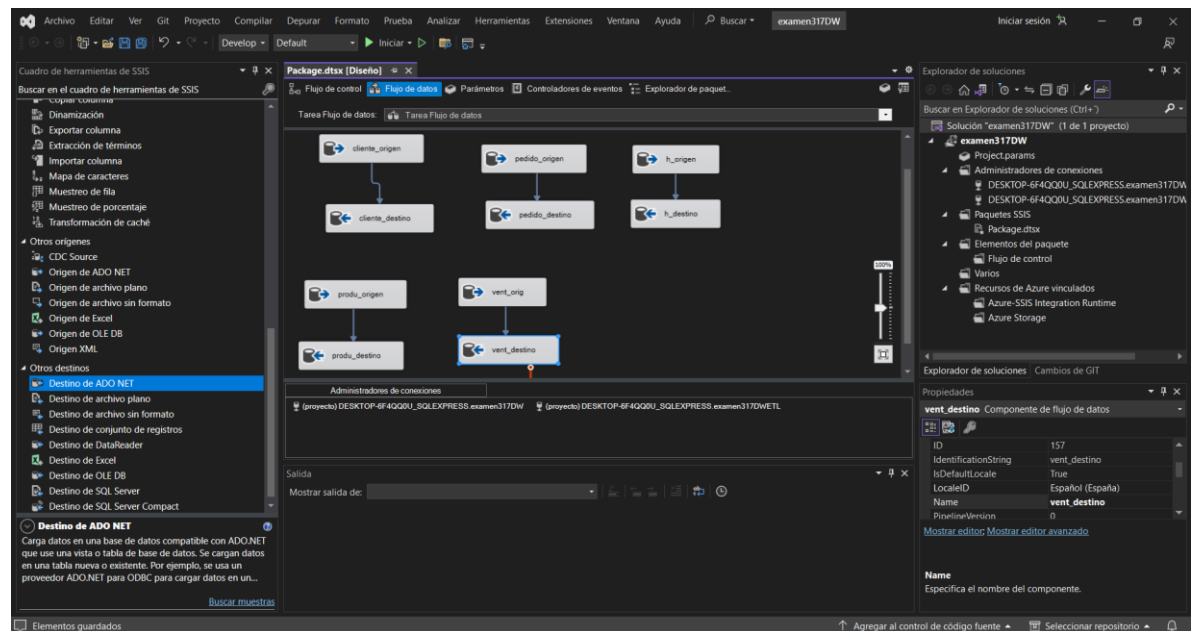 Archivo Editar Ver Git Proyecto Compilar Depurar Formato Prueba Analizar Herramientas Extensiones Ventana Ayuda Buscar examen317DW Iniciar sesión
Develop Default Iniciar
Cuadro de herramientas de SSIS
Buscar en el cuadro de herramientas de SSIS
Copiar columna
Dinamización
Exportar columna
Extracción de términos
Importar columna
Mapa de caracteres
Muestreo de fila
Muestreo de porcentaje
Transformación de caché
Otros orígenes
CDC Source
Origen de ADO NET
Origen de archivo plano
Origen de archivo sin formato
Origen de Excel
Origen de OLE DB
Origen XML
Otros destinos
Destino de ADO NET
Destino de archivo plano
Destino de archivo sin formato
Destino de conjunto de registros
Destino de DataReader
Destino de Excel
Destino de OLE DB
Destino de SQL Server
Destino de SQL Server Compact
Destino de ADO NET
Carga datos en una base de datos compatible con ADO.NET
que use una vista o tabla de base de datos. Se cargan datos
en una tabla nueva o existente. Por ejemplo, se usa un
proveedor ADO.NET para ODBC para cargar datos en un...
Buscar muestras
Package.dtsx [Diseño]
Flujo de control Flujo de datos Parámetros Controladores de eventos Explorador de paquet...
Tarea Flujo de datos: Tarea Flujo de datos
cliente_origen pedido_origen h_origen
cliente_destino pedido_destino h_destino
100%
produ_origen vent_orig
produ_destino vent_destino
Administradores de conexiones
(proyecto) DESKTOP-6F4QQ0U_SQLEXPRESS.examen317DW (proyecto) DESKTOP-6F4QQ0U_SQLEXPRESS.examen317DWETL
Salida
Mostrar salida de:
Explorador de soluciones
Buscar en Explorador de soluciones (Ctrl+´)
Solución "examen317DW" (1 de 1 proyecto)
examen317DW
Project.params
Administradores de conexiones
DESKTOP-6F4QQ0U_SQLEXPRESS.examen317DW
DESKTOP-6F4QQ0U_SQLEXPRESS.examen317DW
Paquetes SSIS
Package.dtsx
Elementos del paquete
Flujo de control
Varios
Recursos de Azure vinculados
Azure-SSIS Integration Runtime
Azure Storage
Explorador de soluciones Cambios de GIT
Propiedades
vent_destino Componente de flujo de datos
ID 157
IdentificationString vent_destino
IsDefaultLocale True
LocaleID Español (España)
Name vent_destino
PipelineVersion 0
Mostrar editor; Mostrar editor avanzado
Name
Especifica el nombre del componente.
Elementos guardados Agregar al control de código fuente Seleccionar repositorio